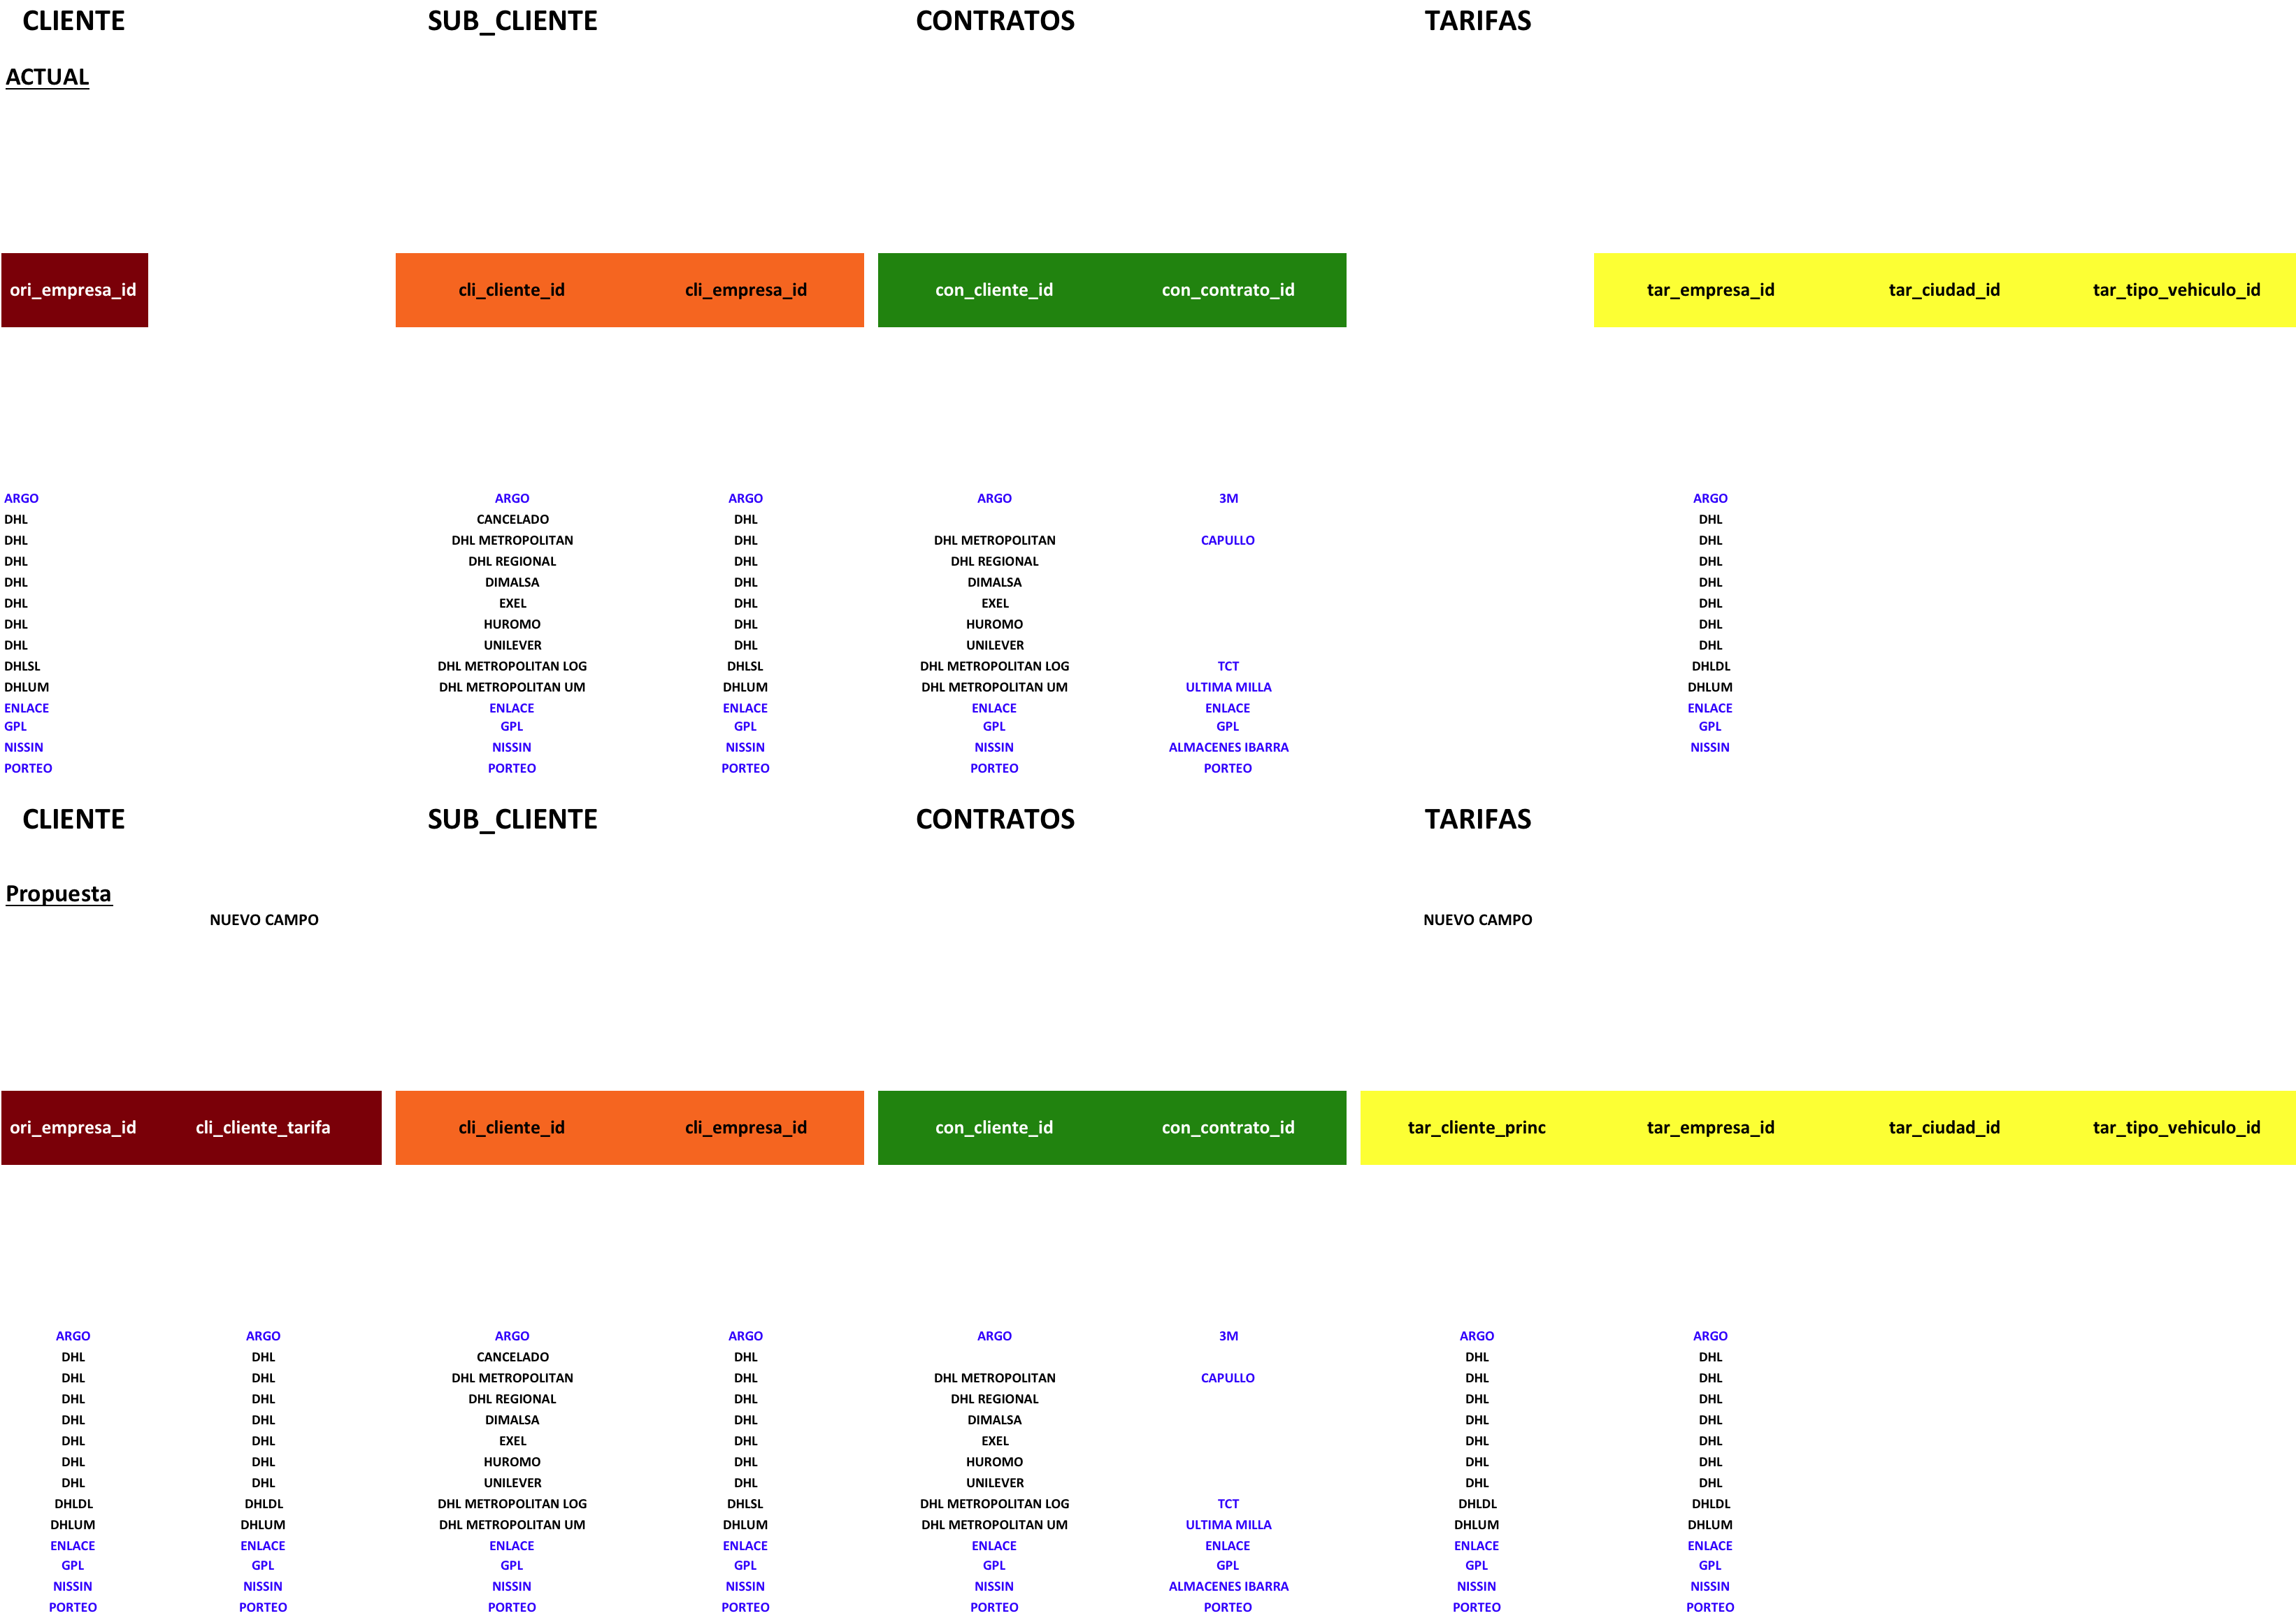 CLIENTE SUB_CLIENTE CONTRATOS TARIFAS
ACTUAL
ori_empresa_id cli_cliente_id cli_empresa_id con_cliente_id con_contrato_id tar_empresa_id tar_ciudad_id tar_tipo_vehiculo_id
ARGO ARGO ARGO ARGO 3M ARGO
DHL CANCELADO DHL DHL
DHL DHL METROPOLITAN DHL DHL METROPOLITAN CAPULLO DHL
DHL DHL REGIONAL DHL DHL REGIONAL DHL
DHL DIMALSA DHL DIMALSA DHL
DHL EXEL DHL EXEL DHL
DHL HUROMO DHL HUROMO DHL
DHL UNILEVER DHL UNILEVER DHL
DHLSL DHL METROPOLITAN LOG DHLSL DHL METROPOLITAN LOG TCT DHLDL
DHLUM DHL METROPOLITAN UM DHLUM DHL METROPOLITAN UM ULTIMA MILLA DHLUM
ENLACE ENLACE ENLACE ENLACE ENLACE ENLACE
GPL GPL GPL GPL GPL GPL
NISSIN NISSIN NISSIN NISSIN ALMACENES IBARRA NISSIN
PORTEO PORTEO PORTEO PORTEO PORTEO
CLIENTE SUB_CLIENTE CONTRATOS TARIFAS
Propuesta
NUEVO CAMPO NUEVO CAMPO
ori_empresa_id cli_cliente_tarifa cli_cliente_id cli_empresa_id con_cliente_id con_contrato_id tar_cliente_princ tar_empresa_id tar_ciudad_id tar_tipo_vehiculo_id
ARGO ARGO ARGO ARGO ARGO 3M ARGO ARGO
DHL DHL CANCELADO DHL DHL DHL
DHL DHL DHL METROPOLITAN DHL DHL METROPOLITAN CAPULLO DHL DHL
DHL DHL DHL REGIONAL DHL DHL REGIONAL DHL DHL
DHL DHL DIMALSA DHL DIMALSA DHL DHL
DHL DHL EXEL DHL EXEL DHL DHL
DHL DHL HUROMO DHL HUROMO DHL DHL
DHL DHL UNILEVER DHL UNILEVER DHL DHL
DHLDL DHLDL DHL METROPOLITAN LOG DHLSL DHL METROPOLITAN LOG TCT DHLDL DHLDL
DHLUM DHLUM DHL METROPOLITAN UM DHLUM DHL METROPOLITAN UM ULTIMA MILLA DHLUM DHLUM
ENLACE ENLACE ENLACE ENLACE ENLACE ENLACE ENLACE ENLACE
GPL GPL GPL GPL GPL GPL GPL GPL
NISSIN NISSIN NISSIN NISSIN NISSIN ALMACENES IBARRA NISSIN NISSIN
PORTEO PORTEO PORTEO PORTEO PORTEO PORTEO PORTEO PORTEO